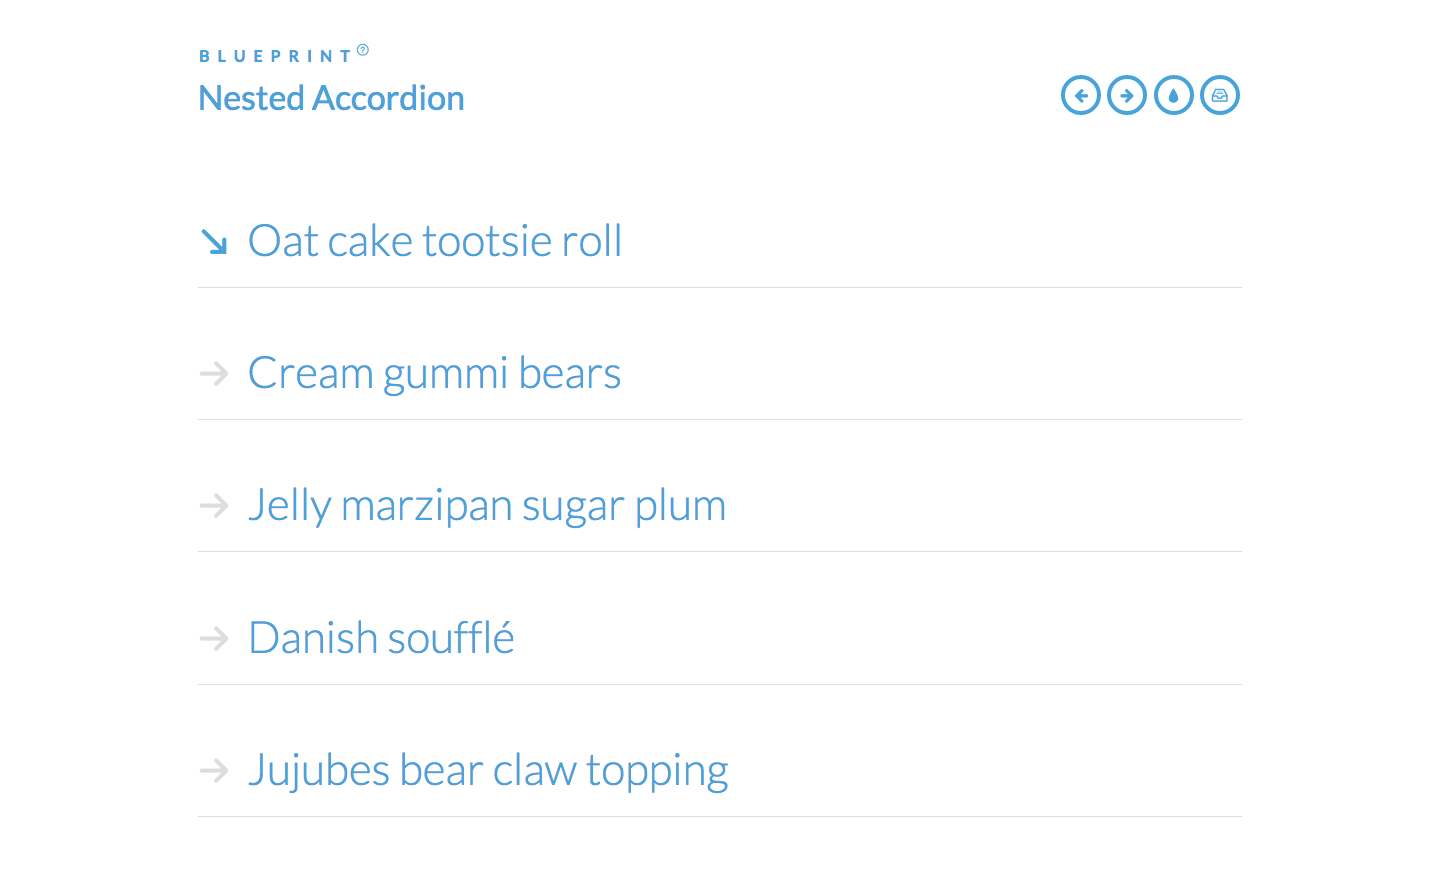 BLUEPRINT ?
Nested Accordion
Oat cake tootsie roll
Cream gummi bears
Jelly marzipan sugar plum
Danish soufflé
Jujubes bear claw topping